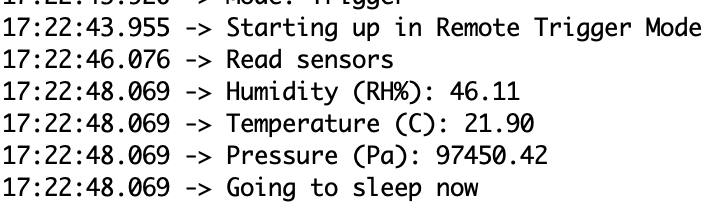 17:22:43.955 -> Starting up in Remote Trigger Mode
17:22:46.076 -> Read sensors
17:22:48.069 -> Humidity (RH%): 46.11
17:22:48.069 -> Temperature (C): 21.90
17:22:48.069 -> Pressure (Pa): 97450.42
17:22:48.069 -> Going to sleep now